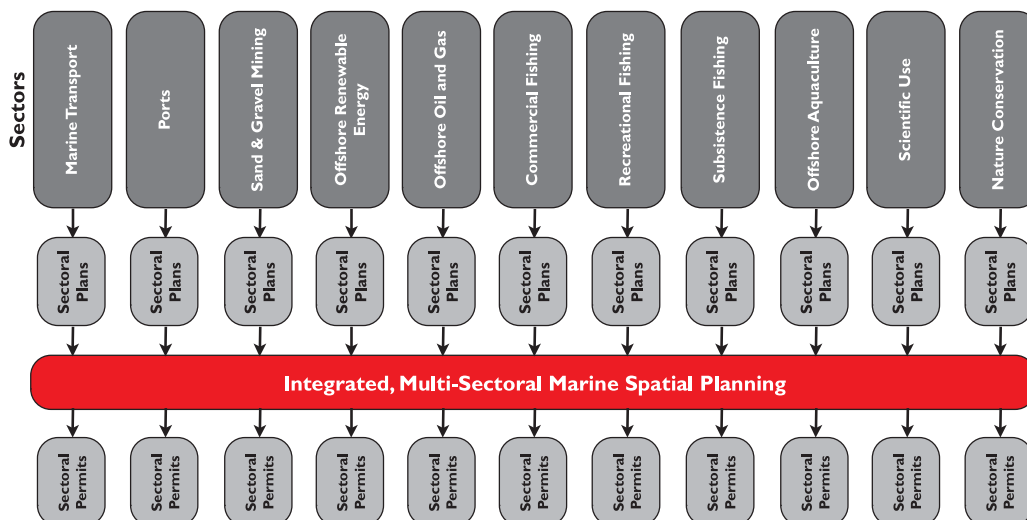 Sectors
Marine Transport
Ports
Sand & Gravel Mining
Offshore Renewable
Energy
Offshore Oil and Gas
Commercial Fishing
Recreational Fishing
Subsistence Fishing
Offshore Aquaculture
Scientific Use
Nature Conservation
Sectoral
Plans
Sectoral
Plans
Sectoral
Plans
Sectoral
Plans
Sectoral
Plans
Sectoral
Plans
Sectoral
Plans
Sectoral
Plans
Sectoral
Plans
Sectoral
Plans
Sectoral
Plans
Integrated, Multi-Sectoral Marine Spatial Planning
Sectoral
Permits
Sectoral
Permits
Sectoral
Permits
Sectoral
Permits
Sectoral
Permits
Sectoral
Permits
Sectoral
Permits
Sectoral
Permits
Sectoral
Permits
Sectoral
Permits
Sectoral
Permits